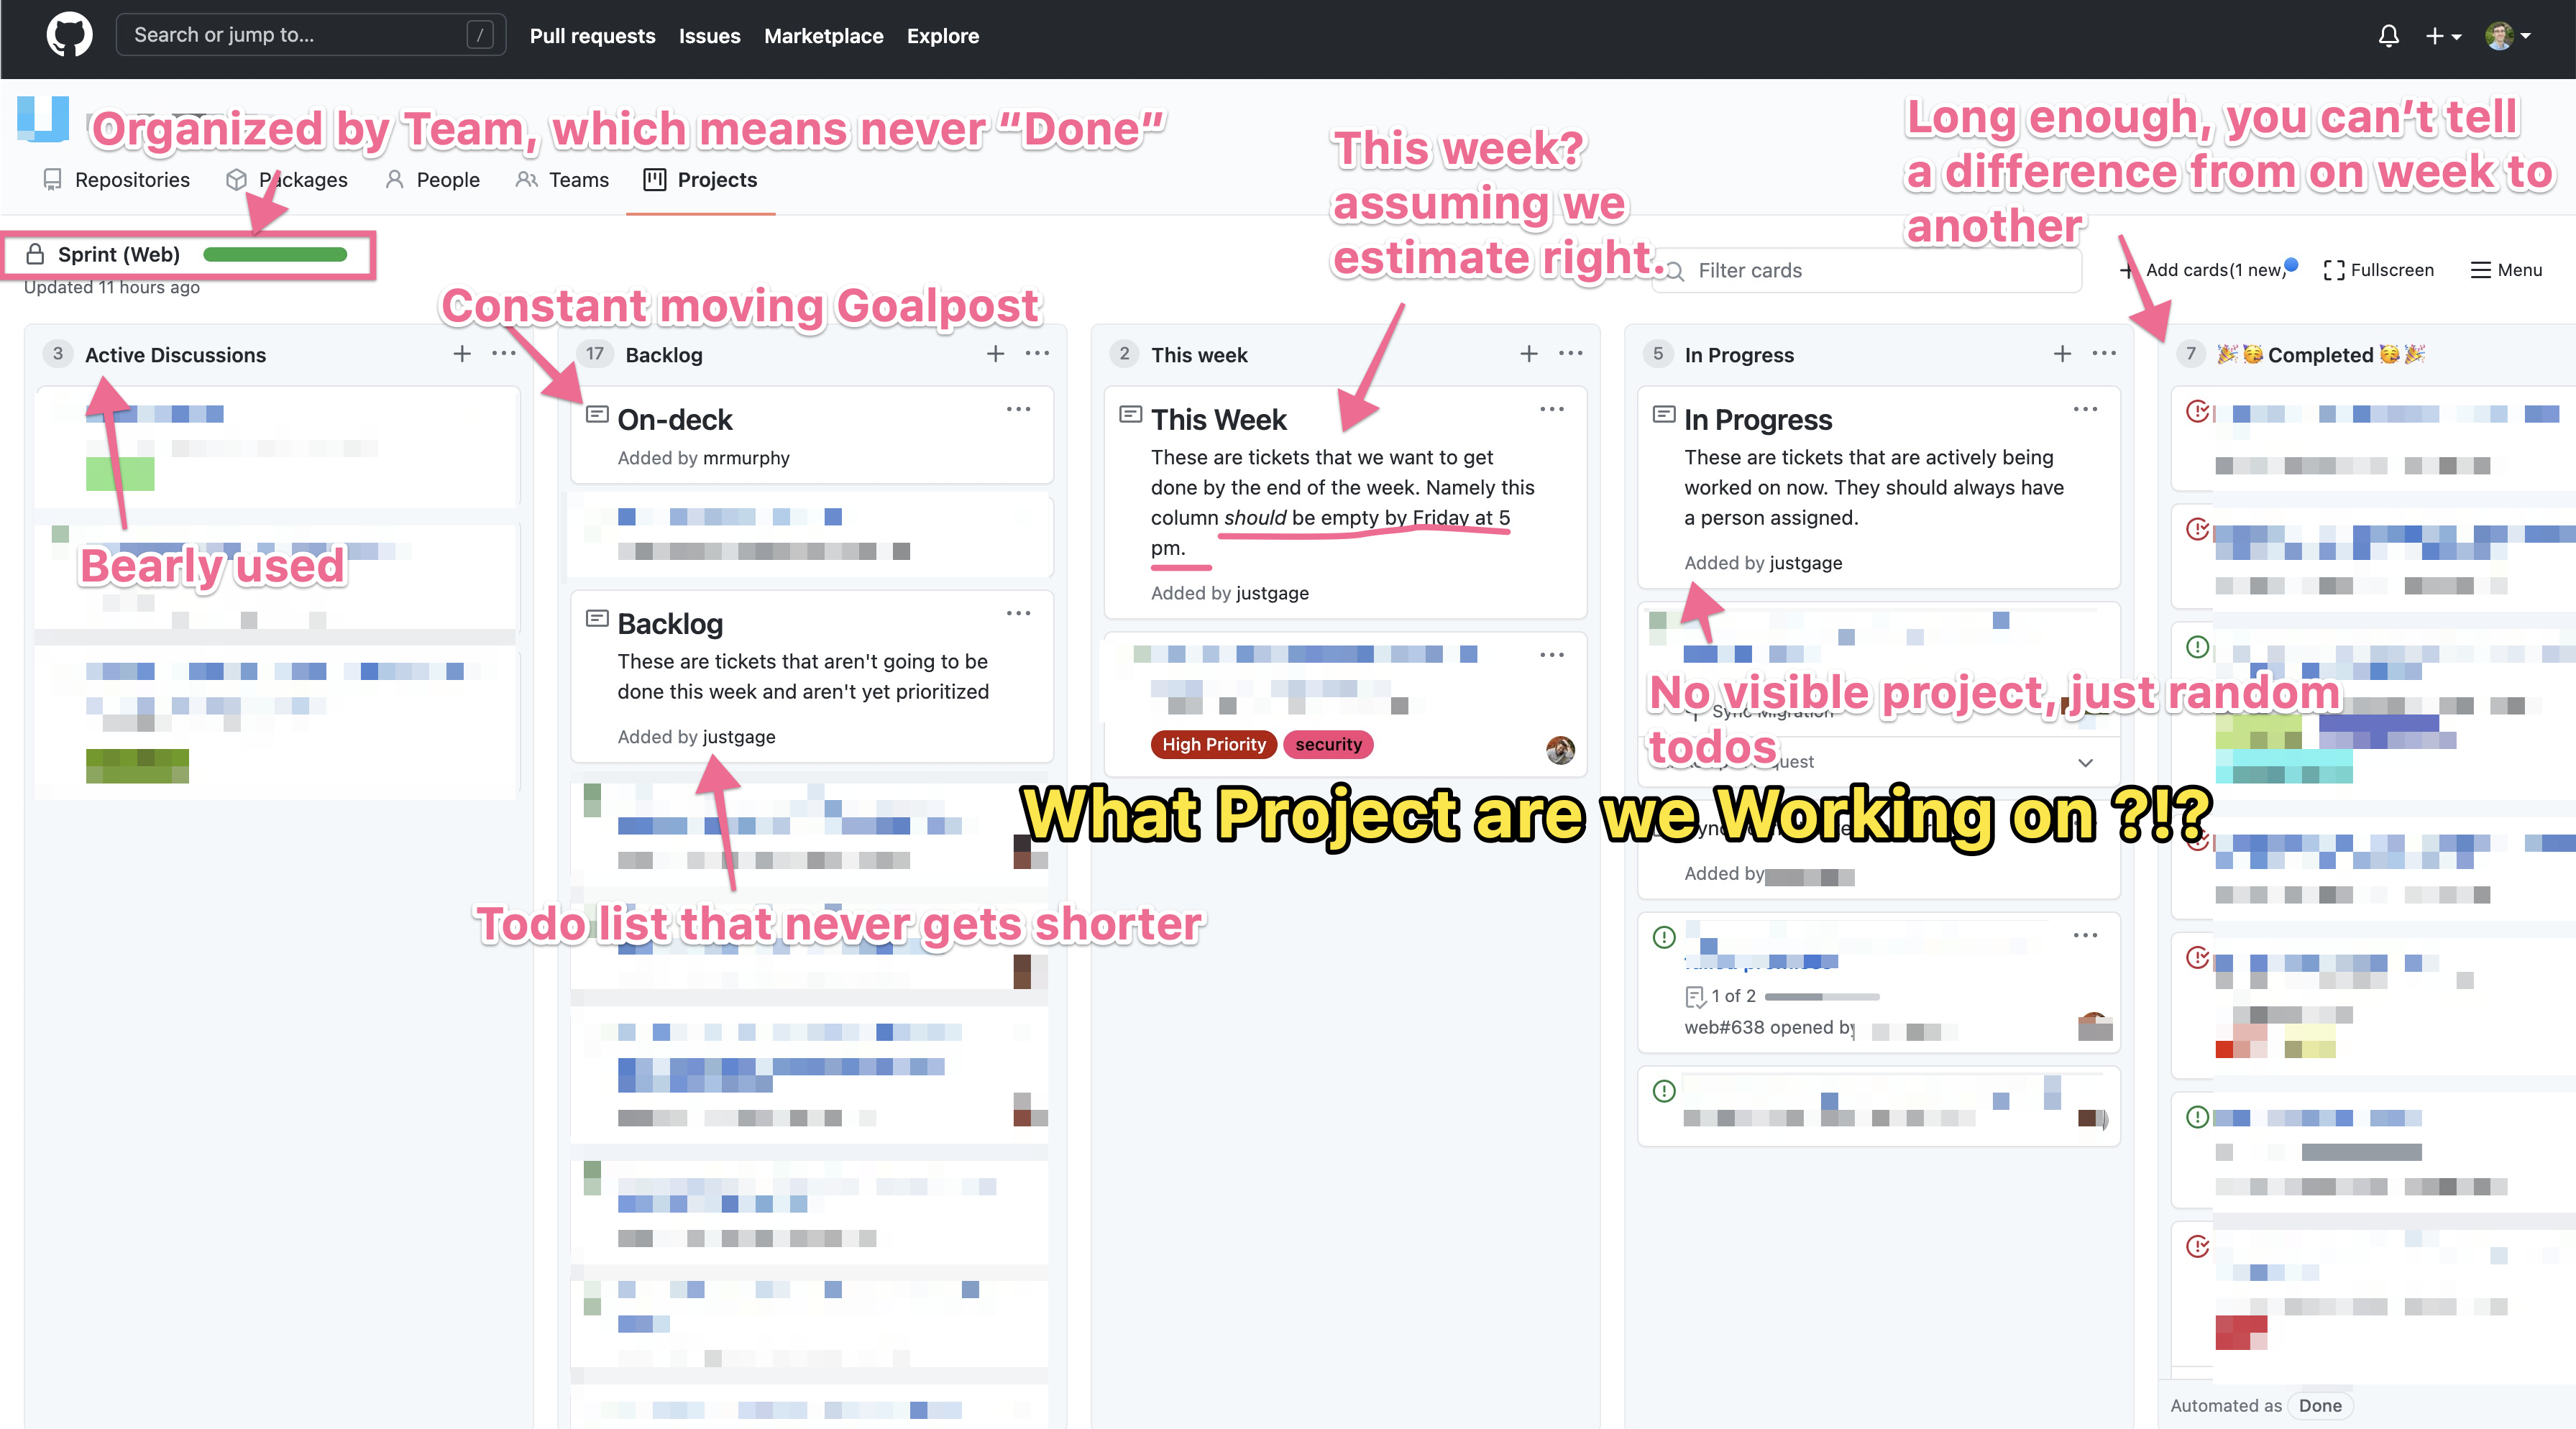 Search or jump to...
/
Pull requests
Issues
Marketplace
Explore
Organized by Team, which means never “Done”
Repositories
Packages
People
Teams
Projects
This week?
assuming we
estimate right.
Long enough, you can’t tell
a difference from on week to
another
Sprint (Web)
Updated 11 hours ago
Filter cards
Add cards(1 new)
Fullscreen
Menu
Constant moving Goalpost
3
Active Discussions
Bearly used
17
Backlog
On-deck
Added by mrmurphy
Backlog
These are tickets that aren't going to be
done this week and aren't yet prioritized
Added by justgage
Todo list that never gets shorter
2
This week
This Week
These are tickets that we want to get
done by the end of the week. Namely this
column should be empty by Friday at 5
pm.
Added by justgage
High Priority
security
What Project are we Working on ?!?
5
In Progress
In Progress
These are tickets that are actively being
worked on now. They should always have
a person assigned.
Added by justgage
No visible project, just random
todos
Sync Migration
Added by
1 of 2
web#638 opened by
7
🎉🥳 Completed 🥳🎉
Automated as Done